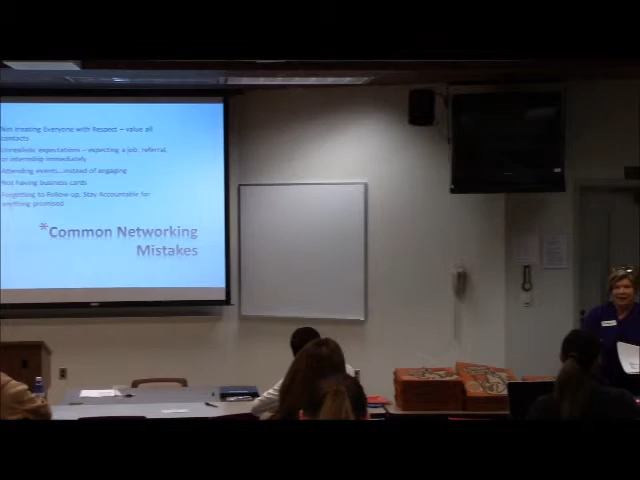 Not Treating Everyone with Respect – value all
contacts
Unrealistic expectations – expecting a job, referral,
or internship immediately
Attending events...instead of engaging
Not having business cards
Forgetting to Follow-up, Stay Accountable for
anything promised
*Common Networking
Mistakes